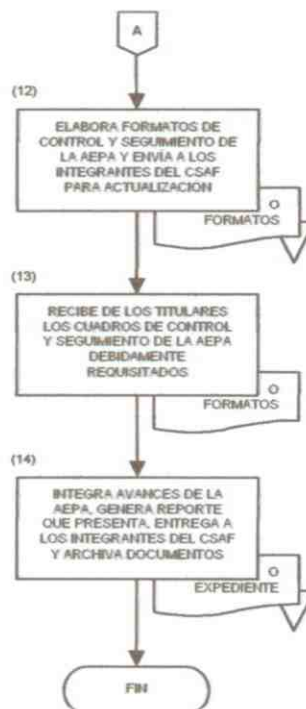 A
(12)
ELABORA FORMATOS DE
CONTROL Y SEGUIMIENTO DE
LA AEPA Y ENVIA A LOS
INTEGRANTES DEL CSAF
PARA ACTUALIZACION
O
FORMATOS
(13)
RECIBE DE LOS TITULARES
LOS CUADROS DE CONTROL
Y SEGUIMIENTO DE LA AEPA
DEBIDAMENTE
REQUISITADOS
O
FORMATOS
(14)
INTEGRA AVANCES DE LA
AEPA, GENERA REPORTE
QUE PRESENTA, ENTREGA A
LOS INTEGRANTES DEL CSAF
Y ARCHIVA DOCUMENTOS
O
EXPEDIENTE
FIN